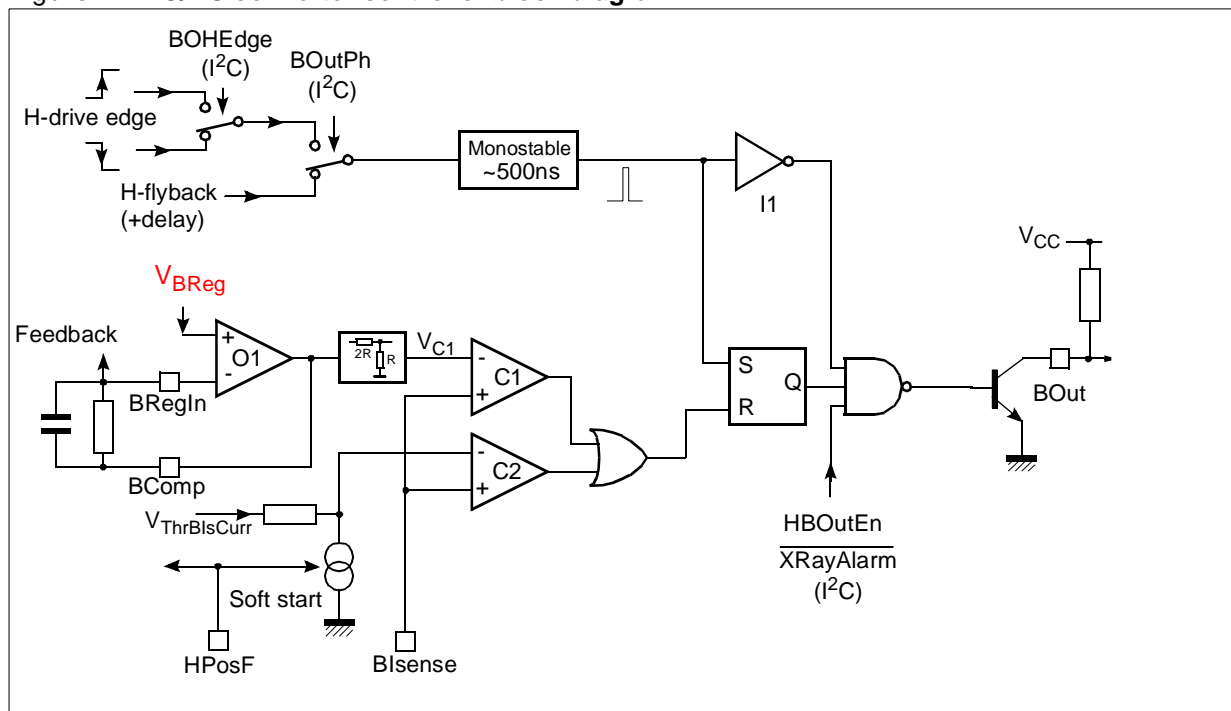 BOHEdge
(I²C)
BOutPh
(I²C)
H-drive edge
H-flyback
(+delay)
Monostable
~500ns
I1
VCC
VBReg
Feedback
+
O1
-
BRegIn
BComp
2R
R
VC1
-
C1
+
-
C2
+
S
Q
R
BOut
VThrBIsCurr
Soft start
HPosF
BIsense
HBOutEn
XRayAlarm
(I²C)